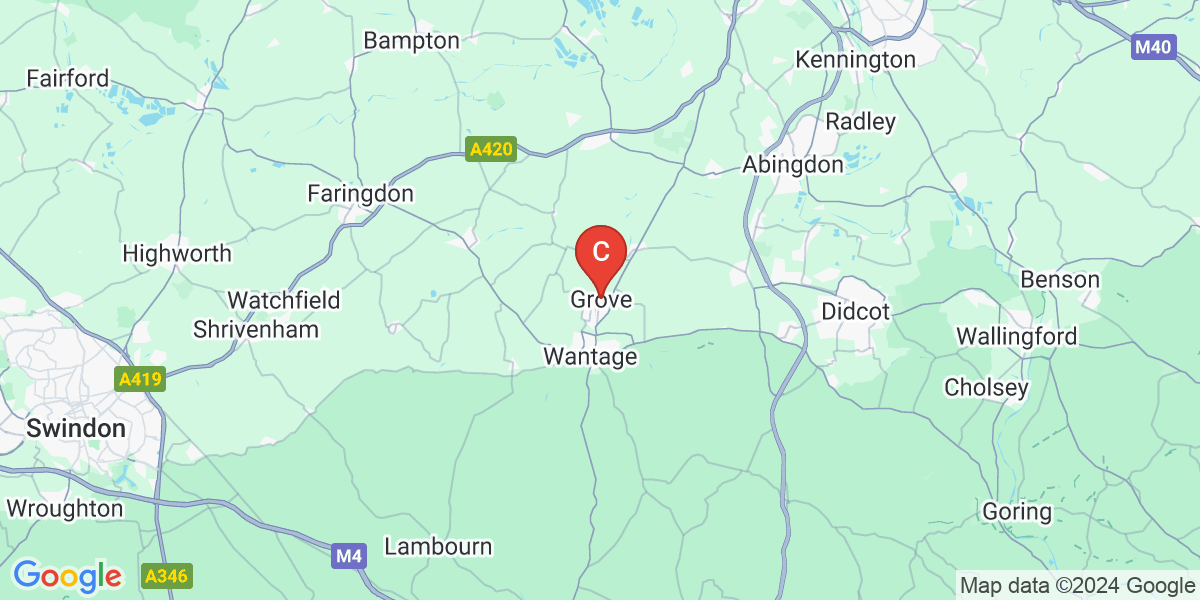 Bampton
M40
Kennington
Fairford
Radley
A420
Abingdon
Faringdon
C
Highworth
Benson
Watchfield
Grove
Didcot
Shrivenham
Wallingford
Wantage
A419
Cholsey
Swindon
Wroughton
Goring
Lambourn
M4
A346
Google
Map data ©2024 Google